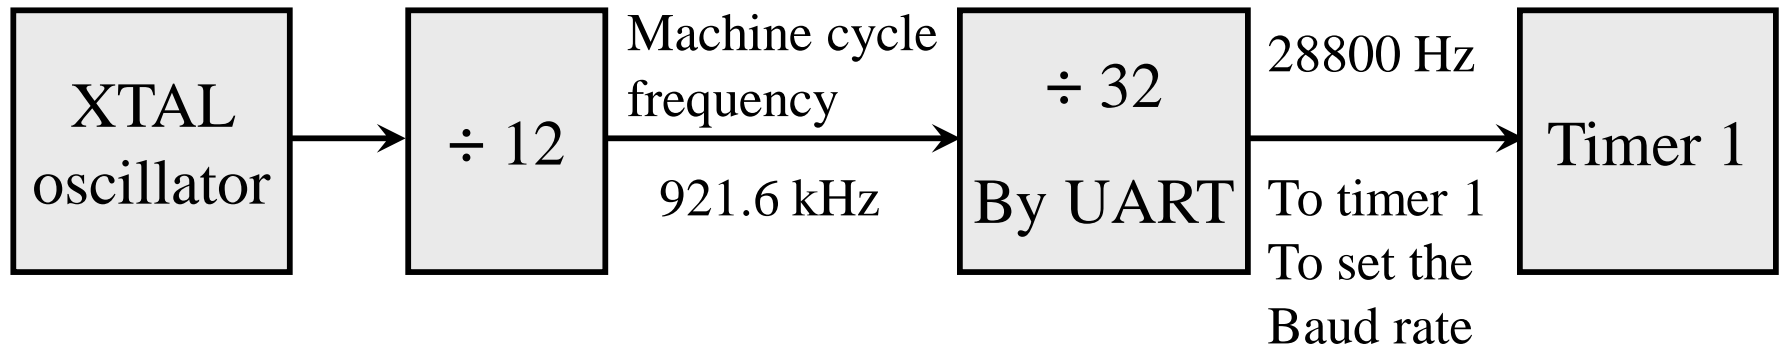 XTAL
oscillator
÷ 12
Machine cycle
frequency
921.6 kHz
÷ 32
By UART
28800 Hz
To timer 1
To set the
Baud rate
Timer 1